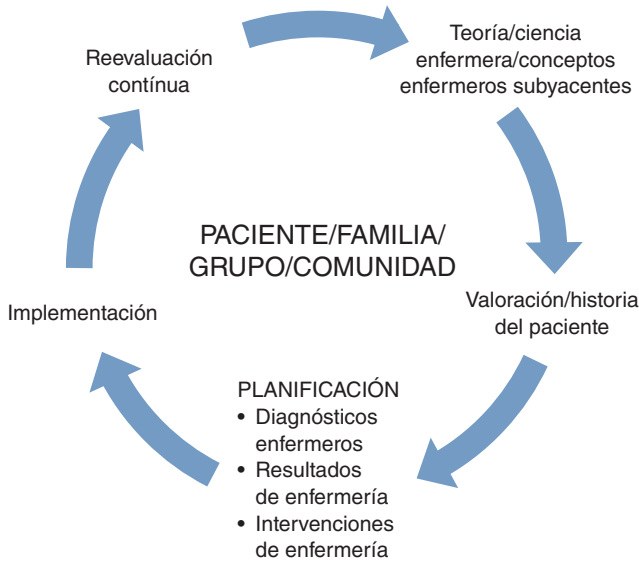 Teoría/ciencia
enfermera/conceptos
enfermeros subyacentes
Valoración/historia
del paciente
PLANIFICACIÓN
• Diagnósticos
enfermeros
• Resultados
de enfermería
• Intervenciones
de enfermería
Implementación
Reevaluación
contínua
PACIENTE/FAMILIA/
GRUPO/COMUNIDAD